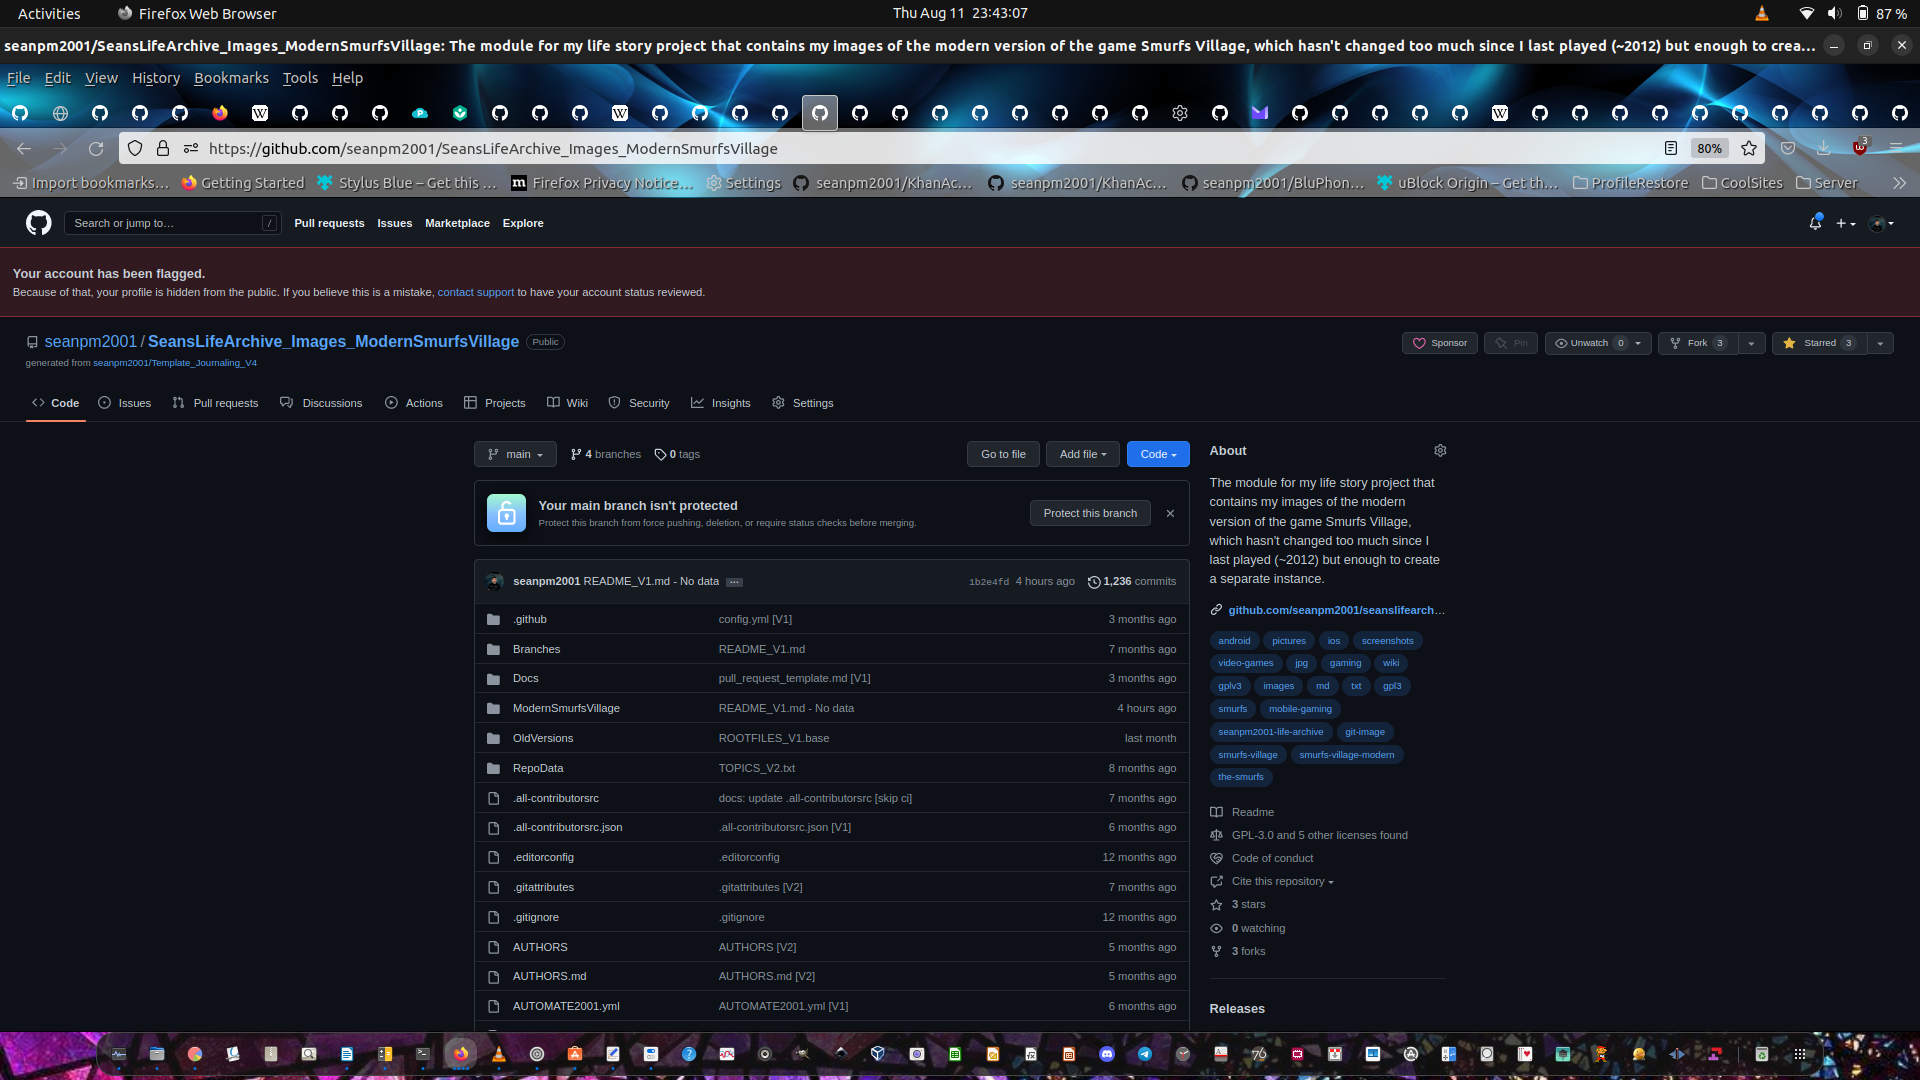 Activities
Firefox Web Browser
Thu Aug 11 23:43:07
87 %
seanpm2001/SeansLifeArchive_Images_ModernSmurfsVillage: The module for my life story project that contains my images of the modern version of the game Smurfs Village, which hasn't changed too much since I last played (~2012) but enough to crea…
File Edit View History Bookmarks Tools Help
https://github.com/seanpm2001/SeansLifeArchive_Images_ModernSmurfsVillage
80%
3
Import bookmarks… Getting Started Stylus Blue – Get this … Firefox Privacy Notice… Settings seanpm2001/KhanAc… seanpm2001/KhanAc… seanpm2001/BluPhon… uBlock Origin – Get th… ProfileRestore CoolSites Server
Search or jump to… /
Pull requests Issues Marketplace Explore
Your account has been flagged.
Because of that, your profile is hidden from the public. If you believe this is a mistake, contact support to have your account status reviewed.
seanpm2001 / SeansLifeArchive_Images_ModernSmurfsVillage Public
generated from seanpm2001/Template_Journaling_V4
Sponsor Pin Unwatch 0 Fork 3 Starred 3
Code Issues Pull requests Discussions Actions Projects Wiki Security Insights Settings
main 4 branches 0 tags Go to file Add file Code
Your main branch isn't protected
Protect this branch from force pushing, deletion, or require status checks before merging.
Protect this branch
seanpm2001 README_V1.md - No data … 1b2e4fd 4 hours ago 1,236 commits
.github config.yml [V1] 3 months ago
Branches README_V1.md 7 months ago
Docs pull_request_template.md [V1] 3 months ago
ModernSmurfsVillage README_V1.md - No data 4 hours ago
OldVersions ROOTFILES_V1.base last month
RepoData TOPICS_V2.txt 8 months ago
.all-contributorsrc docs: update .all-contributorsrc [skip ci] 7 months ago
.all-contributorsrc.json .all-contributorsrc.json [V1] 6 months ago
.editorconfig .editorconfig 12 months ago
.gitattributes .gitattributes [V2] 7 months ago
.gitignore .gitignore 12 months ago
AUTHORS AUTHORS [V2] 5 months ago
AUTHORS.md AUTHORS.md [V2] 5 months ago
AUTOMATE2001.yml AUTOMATE2001.yml [V1] 6 months ago
About
The module for my life story project that
contains my images of the modern
version of the game Smurfs Village,
which hasn't changed too much since I
last played (~2012) but enough to create
a separate instance.
github.com/seanpm2001/seanslifearch…
android pictures ios screenshots
video-games jpg gaming wiki
gplv3 images md txt gpl3
smurfs mobile-gaming
seanpm2001-life-archive git-image
smurfs-village smurfs-village-modern
the-smurfs
Readme
GPL-3.0 and 5 other licenses found
Code of conduct
Cite this repository
3 stars
0 watching
3 forks
Releases